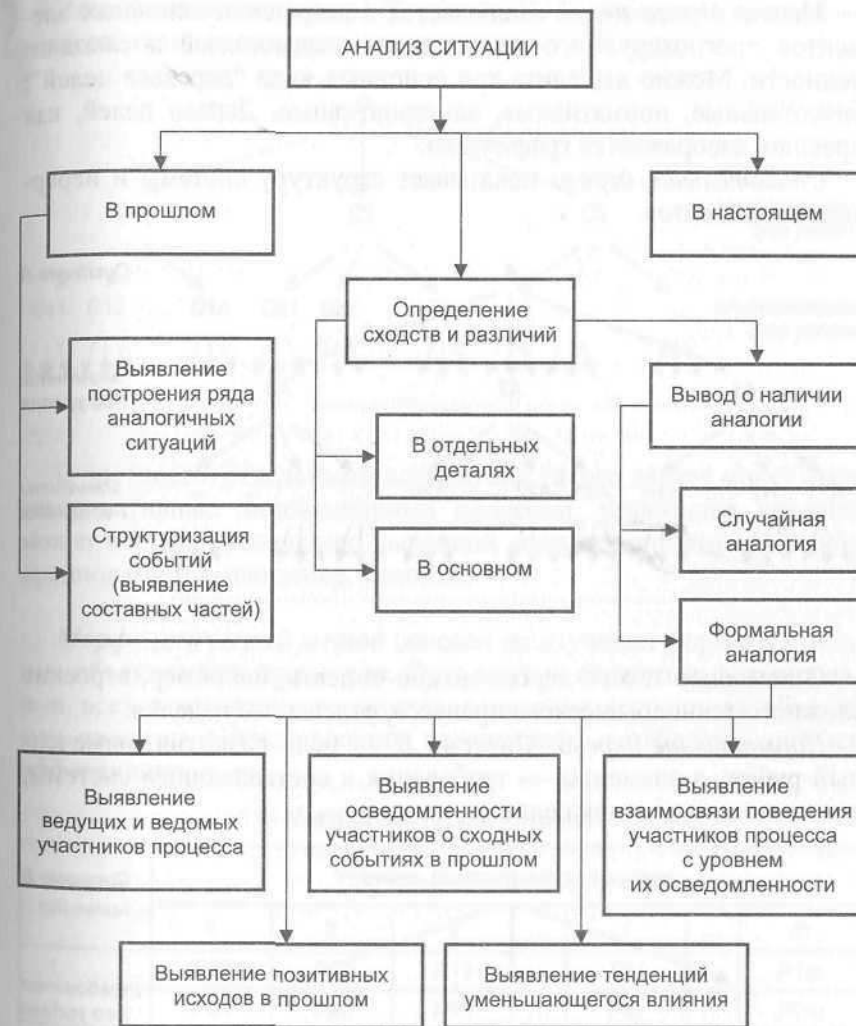 АНАЛИЗ СИТУАЦИИ
В прошлом
В настоящем
Определение
сходств и различий
Выявление
построения ряда
аналогичных
ситуаций
Вывод о наличии
аналогии
В отдельных
деталях
Случайная
аналогия
Структуризация
событий
(выявление
составных частей)
В основном
Формальная
аналогия
Выявление
ведущих и ведомых
участников процесса
Выявление
осведомленности
участников о сходных
событиях в прошлом
Выявление
взаимосвязи поведения
участников процесса
с уровнем
их осведомленности
Выявление позитивных
исходов в прошлом
Выявление тенденций
уменьшающегося влияния